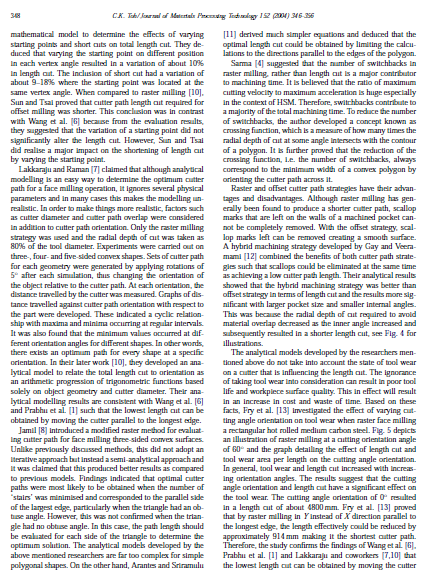 348
C.K. Toh/Journal of Materials Processing Technology 152 (2004) 346–356
mathematical model to determine the effects of varying
starting points and short cuts on total length cut. They de-
duced that varying the starting point on different position
in each vertex resulted in a variation of about 10%
in length cut. The inclusion of short cut had a variation of
about 9–18% where the starting point was located at the
same vertex angle. When compared to raster milling [10],
Sun and Tsai proved that cutter path length required for
offset milling was shorter. This conclusion was in contrast
with Wang et al. [6] because from the evaluation results,
they suggested that the variation of a starting point did not
significantly alter the length cut. However, Sun and Tsai
did realise a major impact on the shortening of length cut
by varying the starting point.
Lakkaraju and Raman [7] claimed that although analytical
modelling is an easy way to determine the optimum cutter
path for a face milling operation, it ignores several physical
parameters and in many cases this makes the modelling un-
realistic. In order to make things more realistic, factors such
as cutter diameter and cutter path overlap were considered
in addition to cutter path orientation. Only the raster milling
strategy was used and the radial depth of cut was taken as
80% of the tool diameter. Experiments were carried out on
three-, four- and five-sided convex shapes. Sets of cutter path
for each geometry were generated by applying rotations of
5° after each simulation, thus changing the orientation of
the object relative to the cutter path. At each orientation, the
distance travelled by the cutter was measured. Graphs of dis-
tance travelled against cutter path orientation with respect to
the part were developed. These indicated a cyclic relation-
ship with maxima and minima occurring at regular intervals.
It was also found that the minimum values occurred at dif-
ferent orientation angles for different shapes. In other words,
there exists an optimum path for every shape at a specific
orientation. In their later work [10], they developed an ana-
lytical model to relate the total length cut to orientation as
an arithmetic progression of trigonometric functions based
solely on object geometry and cutter diameter. Their ana-
lytical modelling results are consistent with Wang et al. [6]
and Prabhu et al. [1] such that the lowest length cut can be
obtained by moving the cutter parallel to the longest edge.
Jamil [8] introduced a modified raster method for evaluat-
ing cutter path for face milling three-sided convex surfaces.
Unlike previously discussed methods, this did not adopt an
iterative approach but instead a semi-analytical approach and
it was claimed that this produced better results as compared
to previous models. Findings indicated that optimal cutter
paths were most likely to be obtained when the number of
'stairs' was minimised and corresponded to the parallel side
of the largest edge, particularly when the triangle had an ob-
tuse angle. However, this was not confirmed when the trian-
gle had no obtuse angle. In this case, the path length should
be evaluated for each side of the triangle to determine the
optimum solution. The analytical models developed by the
above mentioned researchers are far too complex for simple
polygonal shapes. On the other hand, Arantes and Sriramulu
[11] derived much simpler equations and deduced that the
optimal length cut could be obtained by limiting the calcu-
lations to the directions parallel to the edges of the polygon.
Sarma [4] suggested that the number of switchbacks in
raster milling, rather than length cut is a major contributor
to machining time. It is believed that the ratio of maximum
cutting velocity to maximum acceleration is huge especially
in the context of HSM. Therefore, switchbacks contribute to
a majority of the total machining time. To reduce the number
of switchbacks, the author developed a concept known as
crossing function, which is a measure of how many times the
radial depth of cut at some angle intersects with the contour
of a polygon. It is further proved that the reduction of the
crossing function, i.e. the number of switchbacks, always
correspond to the minimum width of a convex polygon by
orienting the cutter path across it.
Raster and offset cutter path strategies have their advan-
tages and disadvantages. Although raster milling has gen-
erally been found to produce a shorter cutter path, scallop
marks that are left on the walls of a machined pocket can-
not be completely removed. With the offset strategy, scal-
lop marks left can be removed creating a smooth surface.
A hybrid machining strategy developed by Gay and Veera-
mani [12] combined the benefits of both cutter path strate-
gies such that scallops could be eliminated at the same time
as achieving a low cutter path length. Their analytical results
showed that the hybrid machining strategy was better than
offset strategy in terms of length cut and the results more sig-
nificant with larger pocket size and smaller internal angles.
This was because the radial depth of cut required to avoid
material overlap decreased as the inner angle increased and
subsequently resulted in a shorter length cut, see Fig. 4 for
illustrations.
The analytical models developed by the researchers men-
tioned above do not take into account the state of tool wear
on a cutter that is influencing the length cut. The ignorance
of taking tool wear into consideration can result in poor tool
life and workpiece surface quality. This in effect will result
in an increase in cost and waste of time. Based on these
facts, Fry et al. [13] investigated the effect of varying cut-
ting angle orientation on tool wear when raster face milling
a rectangular hot rolled medium carbon steel. Fig. 5 depicts
an illustration of raster milling at a cutting orientation angle
of 60° and the graph detailing the effect of length cut and
tool wear area per length on the cutting angle orientation.
In general, tool wear and length cut increased with increas-
ing orientation angles. The results suggest that the cutting
angle orientation and length cut have a significant effect on
the tool wear. The cutting angle orientation of 0° resulted
in a length cut of about 4800 mm. Fry et al. [13] proved
that by raster milling in Y instead of X direction parallel to
the longest edge, the length effectively could be reduced by
approximately 914 mm making it the shortest cutter path.
Therefore, the study confirms the findings of Wang et al. [6],
Prabhu et al. [1] and Lakkaraju and coworkers [7,10] that
the lowest length cut can be obtained by moving the cutter